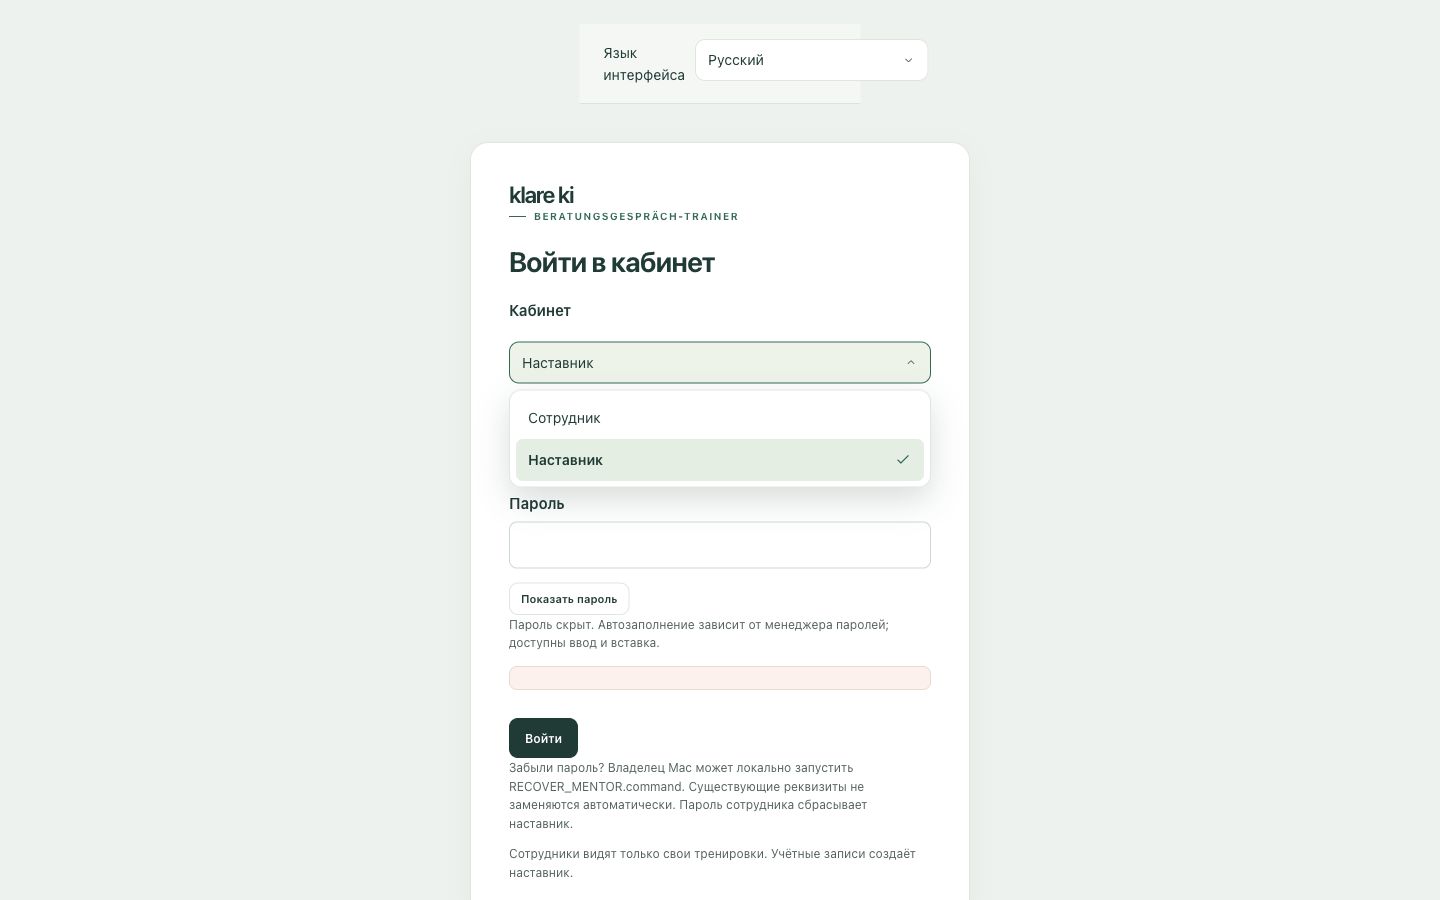 Язык
интерфейса
Русский
klare ki
BERATUNGSGESPRÄCH-TRAINER
Войти в кабинет
Кабинет
Наставник
Сотрудник
Наставник
Пароль
Показать пароль
Пароль скрыт. Автозаполнение зависит от менеджера паролей;
доступны ввод и вставка.
Войти
Забыли пароль? Владелец Mac может локально запустить
RECOVER_MENTOR.command. Существующие реквизиты не
заменяются автоматически. Пароль сотрудника сбрасывает
наставник.
Сотрудники видят только свои тренировки. Учётные записи создаёт
наставник.